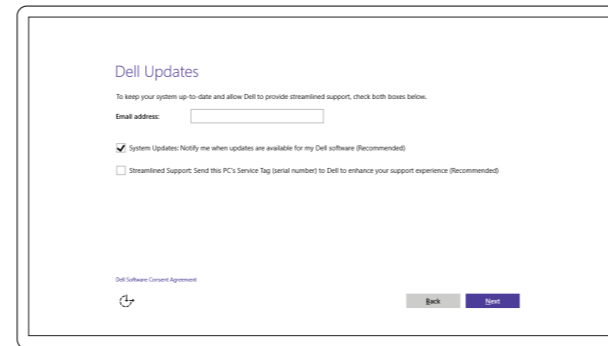 Dell Updates
To keep your system up-to-date and allow Dell to provide streamlined support, check both boxes below.
Email address:
System Updates: Notify me when updates are available for my Dell software (Recommended)
Streamlined Support: Send this PC's Service Tag (serial number) to Dell to enhance your support experience (Recommended)
Dell Software Consent Agreement
Back Next